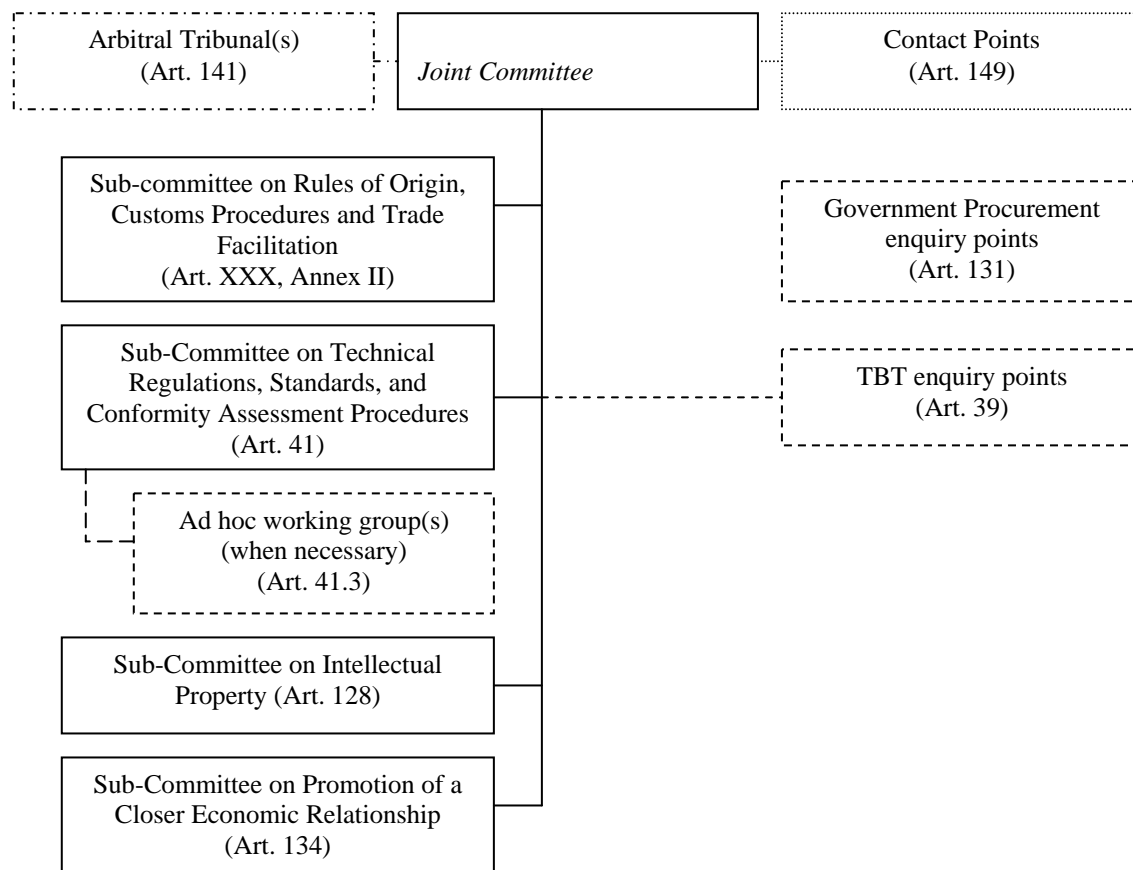 Arbitral Tribunal(s)
(Art. 141)
Joint Committee
Contact Points
(Art. 149)
Sub-committee on Rules of Origin,
Customs Procedures and Trade
Facilitation
(Art. XXX, Annex II)
Government Procurement
enquiry points
(Art. 131)
Sub-Committee on Technical
Regulations, Standards, and
Conformity Assessment Procedures
(Art. 41)
TBT enquiry points
(Art. 39)
Ad hoc working group(s)
(when necessary)
(Art. 41.3)
Sub-Committee on Intellectual
Property (Art. 128)
Sub-Committee on Promotion of a
Closer Economic Relationship
(Art. 134)